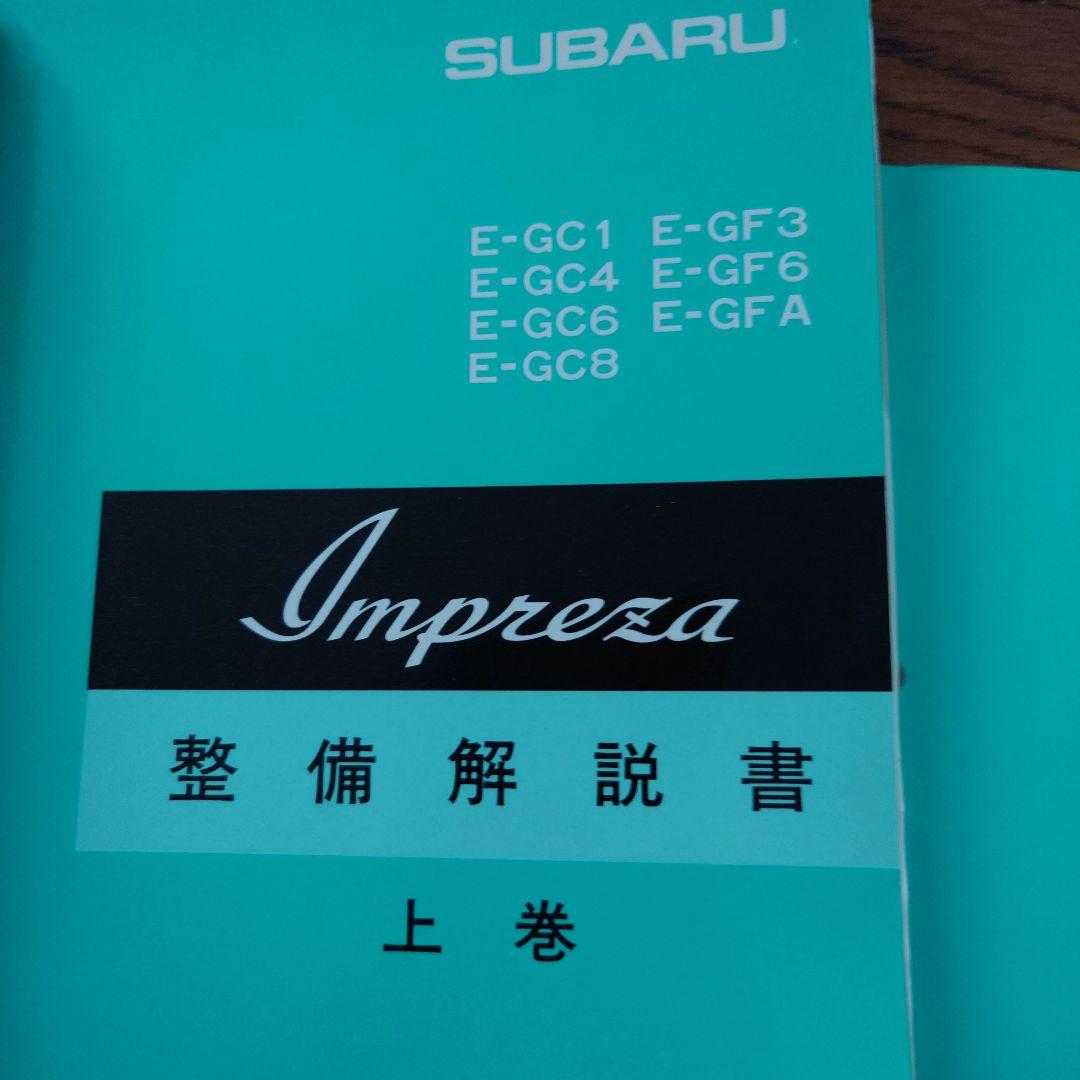 SUBARU
E-GC1 E-GF3
E-GC4 E-GF6
E-GC6 E-GFA
E-GC8
Impreza
整備解説書
上巻